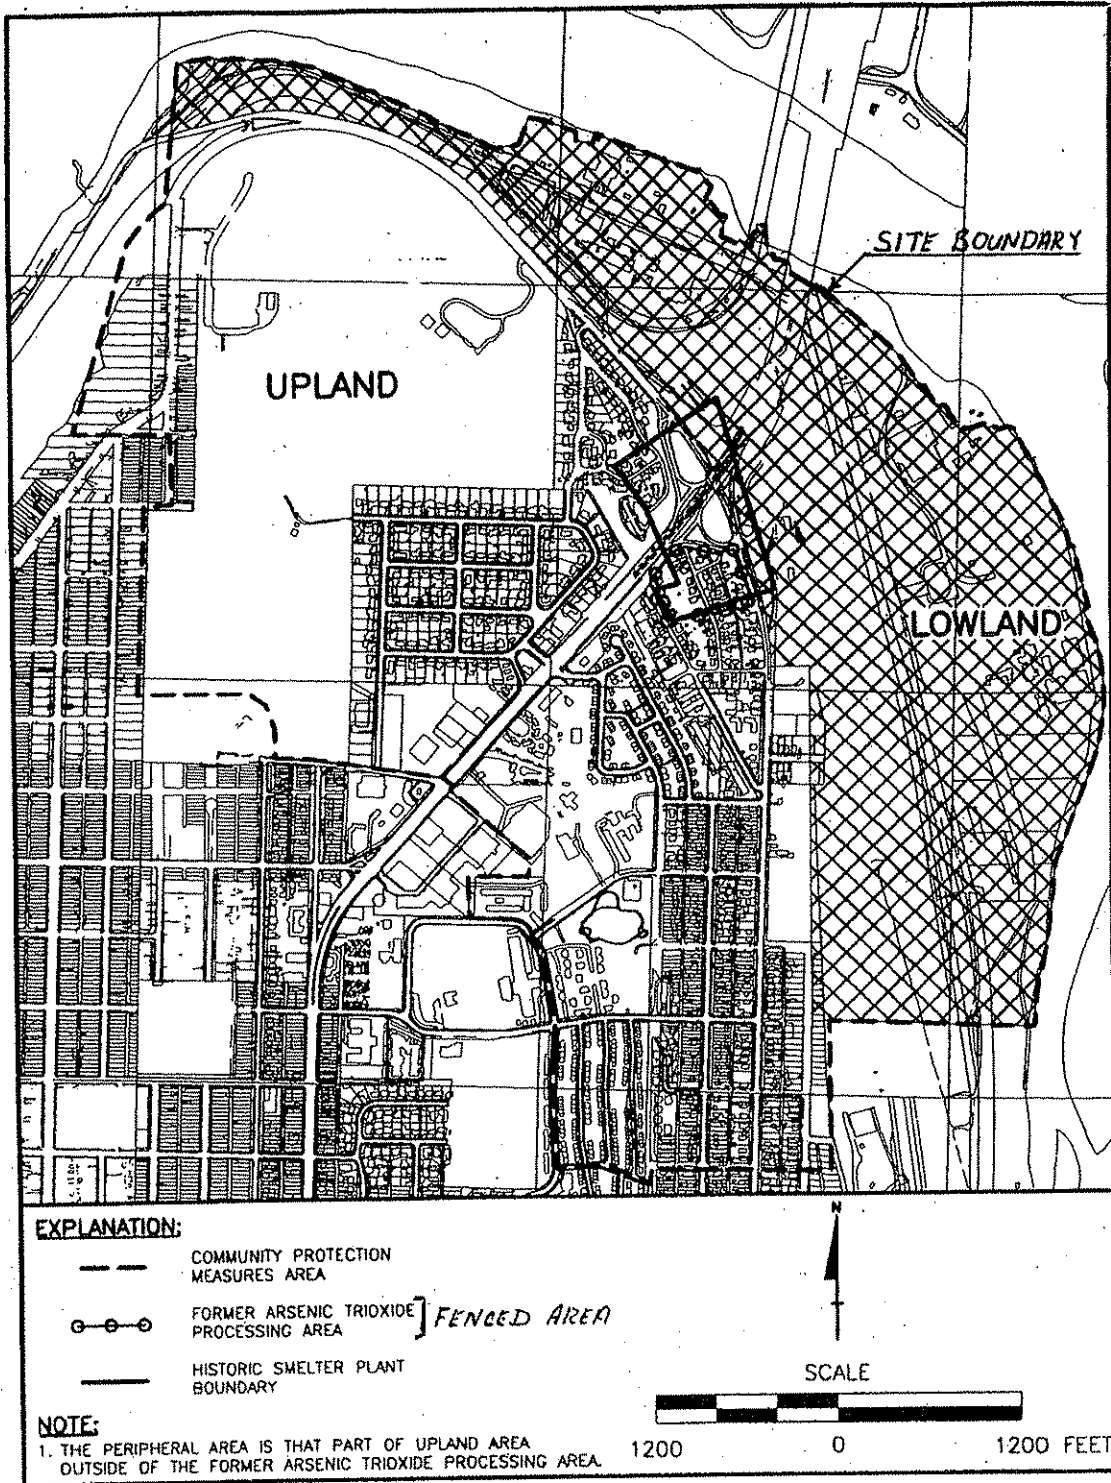 SITE BOUNDARY
UPLAND
LOWLAND
EXPLANATION:
COMMUNITY PROTECTION
MEASURES AREA
FORMER ARSENIC TRIOXIDE
PROCESSING AREA
] FENCED AREA
HISTORIC SMELTER PLANT
BOUNDARY
NOTE:
1. THE PERIPHERAL AREA IS THAT PART OF UPLAND AREA
OUTSIDE OF THE FORMER ARSENIC TRIOXIDE PROCESSING AREA.
N
SCALE
1200 0 1200 FEET